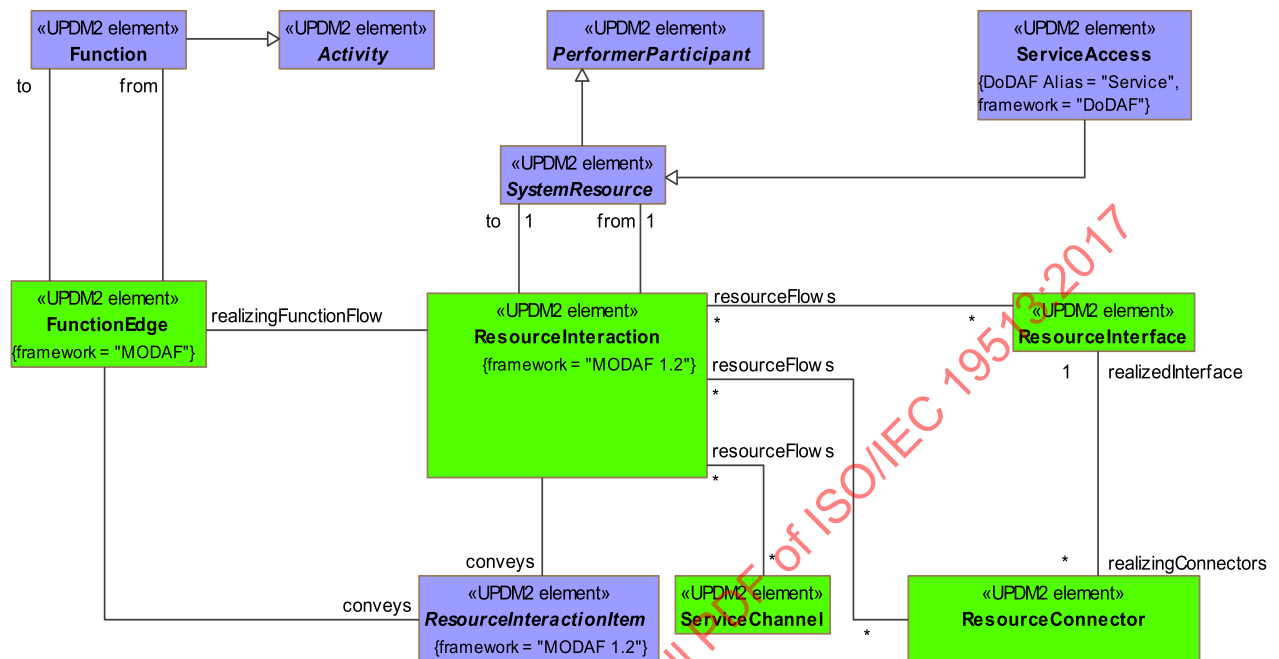 «UPDM2 element»
Function
«UPDM2 element»
Activity
«UPDM2 element»
PerformerParticipant
«UPDM2 element»
ServiceAccess
{DoDAF Alias = "Service",
framework = "DoDAF"}
to
from
«UPDM2 element»
SystemResource
to
1
from
1
«UPDM2 element»
FunctionEdge
{framework = "MODAF"}
realizingFunctionFlow
«UPDM2 element»
ResourceInteraction
{framework = "MODAF 1.2"}
resourceFlows
*
*
«UPDM2 element»
ResourceInterface
resourceFlows
*
1
realizedInterface
resourceFlows
*
conveys
*
*
realizingConnectors
conveys
«UPDM2 element»
ResourceInteractionItem
{framework = "MODAF 1.2"}
«UPDM2 element»
ServiceChannel
*
«UPDM2 element»
ResourceConnector
PDF of ISO/IEC 19513:2017